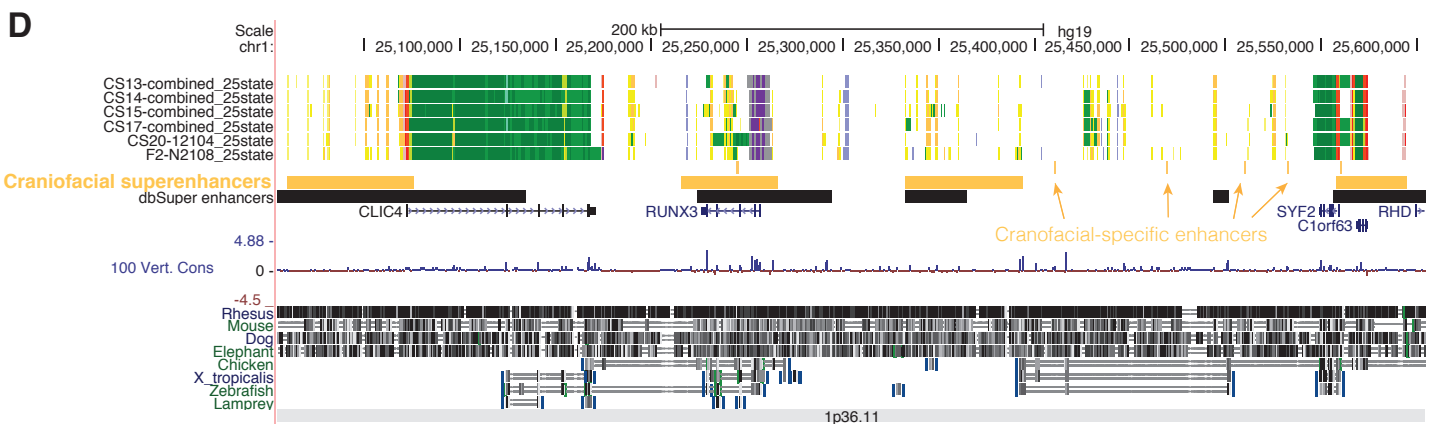 D
Scale 200 kb hg19
chr1: 25,100,000 25,150,000 25,200,000 25,250,000 25,300,000 25,350,000 25,400,000 25,450,000 25,500,000 25,550,000 25,600,000
CS13-combined_25state
CS14-combined_25state
CS15-combined_25state
CS17-combined_25state
CS20-12104_25state
F2-N2108_25state
Craniofacial superenhancers
dbSuper enhancers
CLIC4 RUNX3 SYF2 RHD
C1orf63
Cranofacial-specific enhancers
4.88 -
100 Vert. Cons
0 -
-4.5 _
Rhesus
Mouse
Dog
Elephant
Chicken
X_tropicalis
Zebrafish
Lamprey
1p36.11